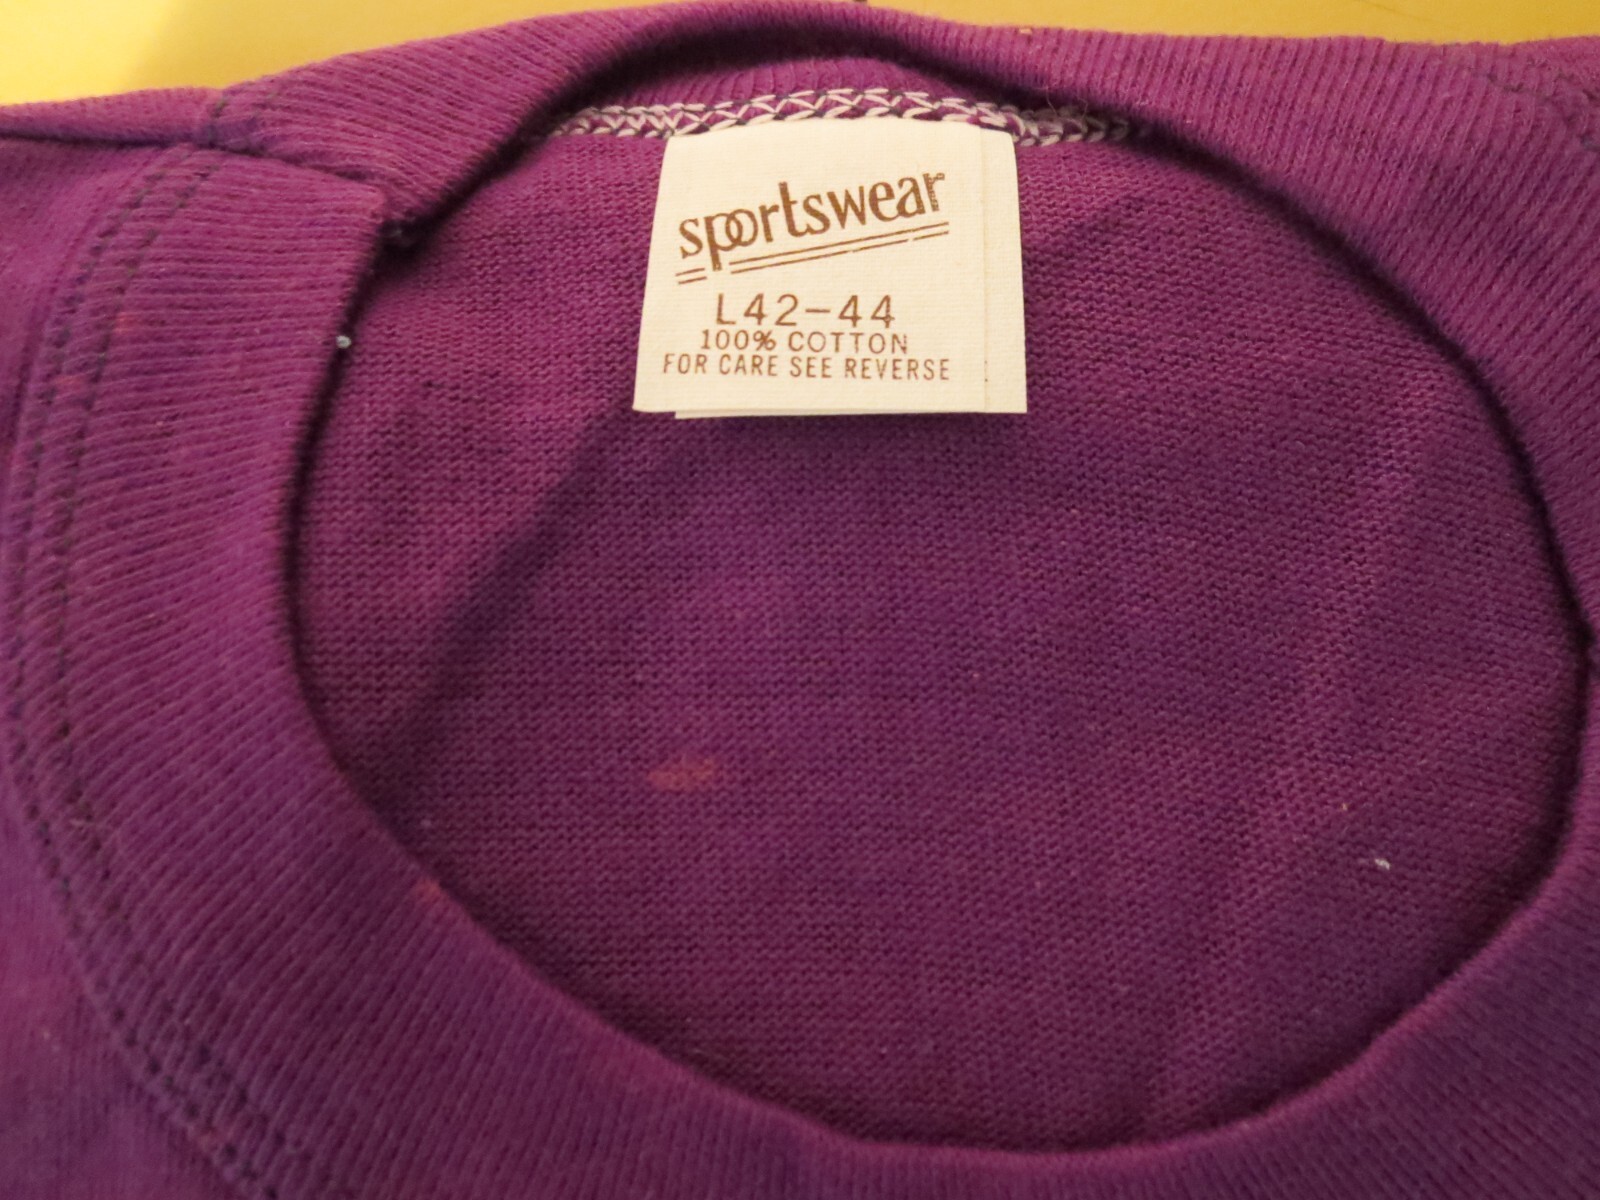 sportswear
L42-44
100% COTTON
FOR CARE SEE REVERSE